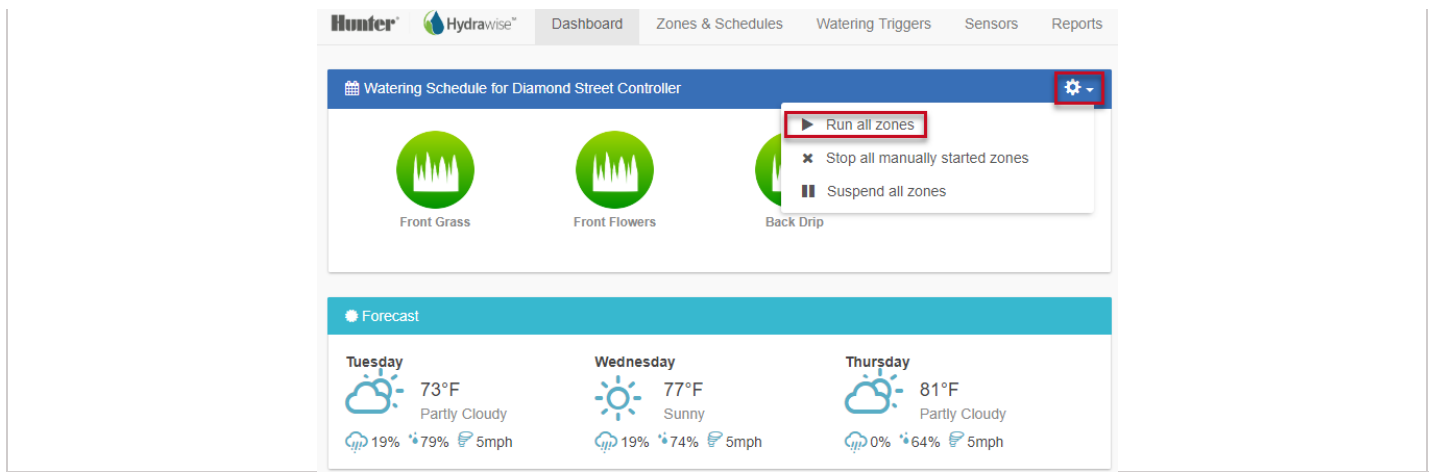 Hunter® Hydrawise™ Dashboard Zones & Schedules Watering Triggers Sensors Reports
Watering Schedule for Diamond Street Controller
Run all zones
Stop all manually started zones
Suspend all zones
Front Grass Front Flowers Back Drip
Forecast
Tuesday Wednesday Thursday
73°F 77°F 81°F
Partly Cloudy Sunny Partly Cloudy
19% 79% 5mph 19% 74% 5mph 0% 64% 5mph